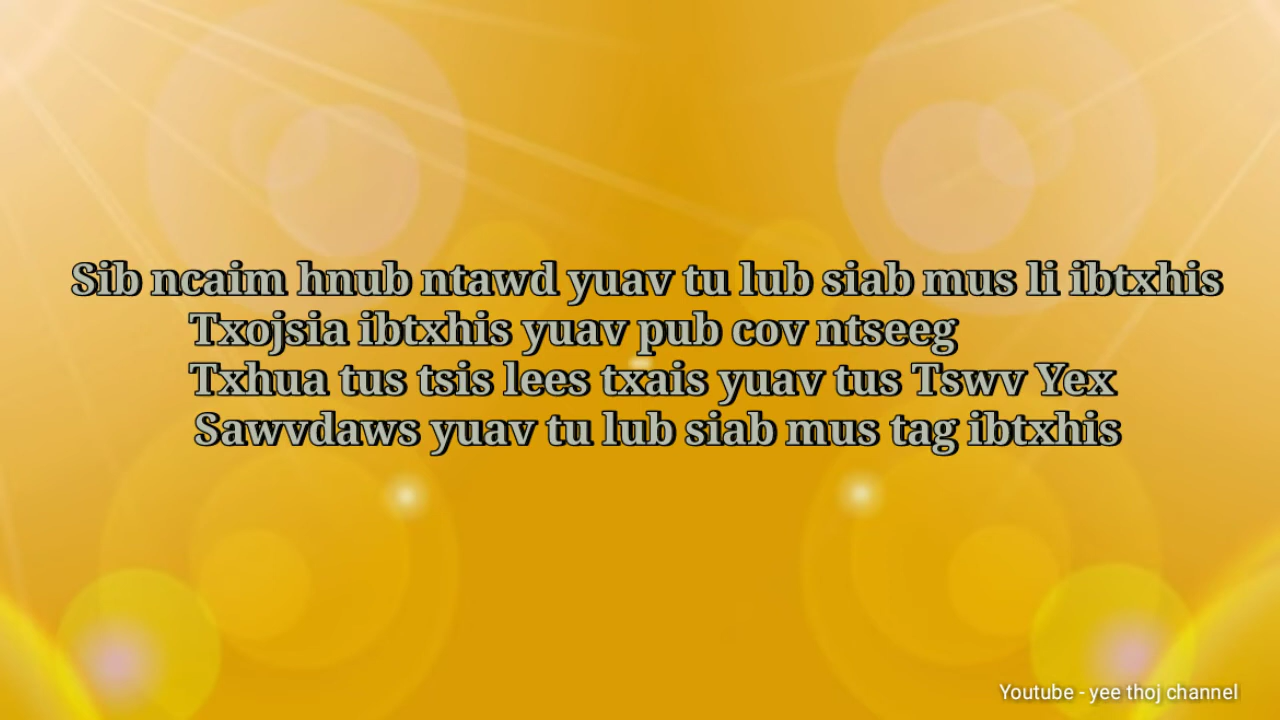 Sib ncaim hnub ntawd yuav tu lub siab mus li ibtxhis
Txojsia ibtxhis yuav pub cov ntseeg
Txhua tus tsis lees txais yuav tus Tswv Yex
Sawvdaws yuav tu lub siab mus tag ibtxhis
Youtube - yee thoj channel